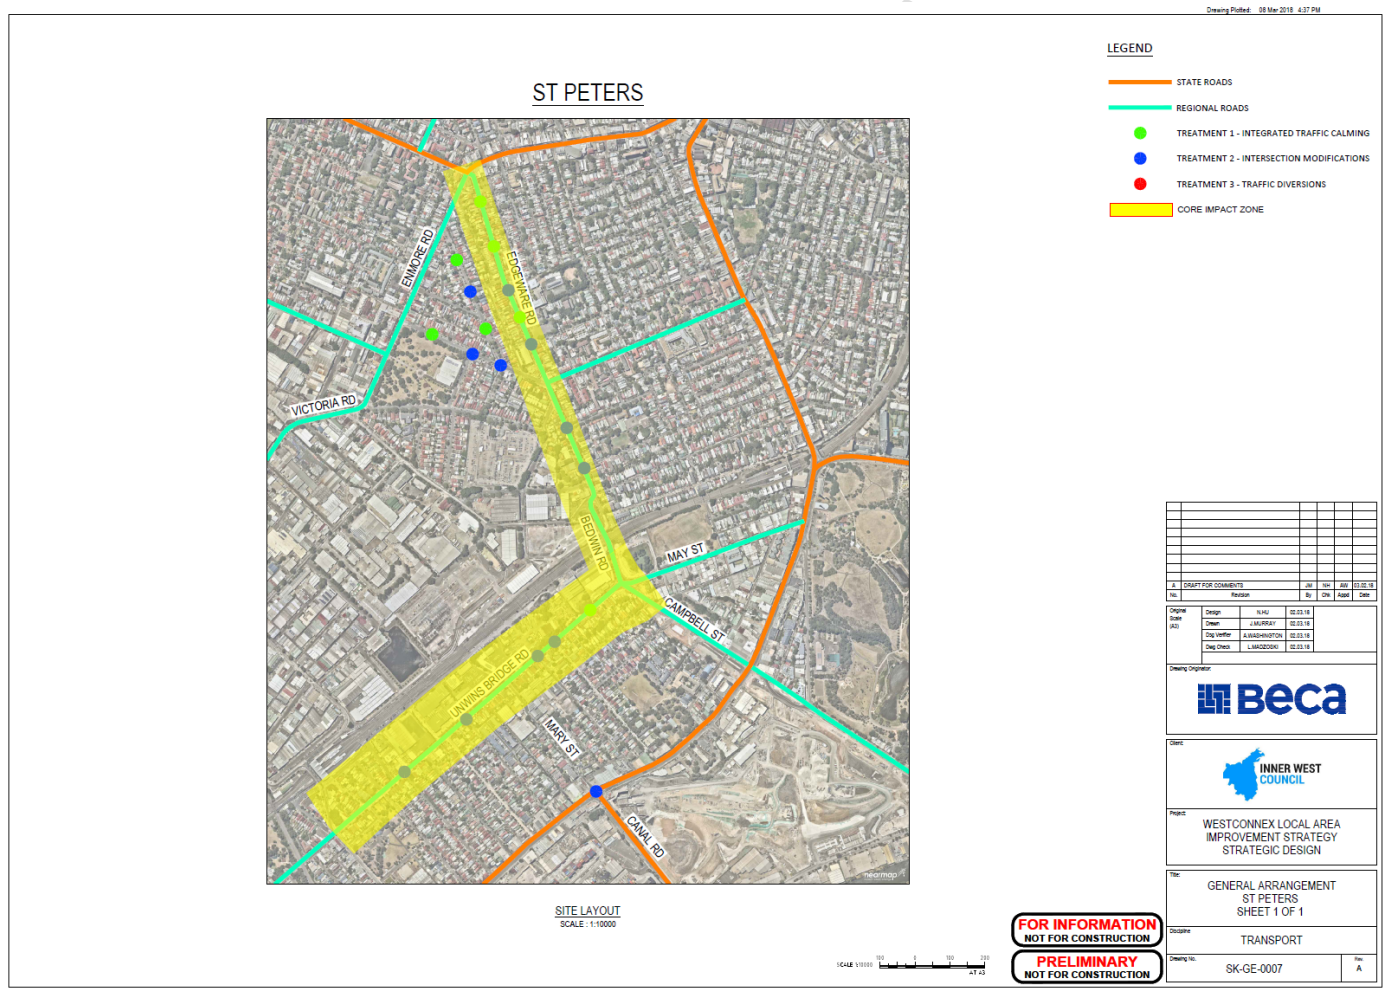 Drawing Plotted: 08 Mar 2018 4:37 PM
LEGEND
STATE ROADS
REGIONAL ROADS
TREATMENT 1 - INTEGRATED TRAFFIC CALMING
TREATMENT 2 - INTERSECTION MODIFICATIONS
TREATMENT 3 - TRAFFIC DIVERSIONS
CORE IMPACT ZONE
ST PETERS
ENMORE RD
EDGEWARE RD
VICTORIA RD
BEDWIN RD
MAY ST
CAMPBELL ST
UNWINS BRIDGE RD
MARY ST
CANAL RD
nearmap
SITE LAYOUT
SCALE : 1:10000
SCALE 1:10000
100 0 100 200
AT A3
FOR INFORMATION
NOT FOR CONSTRUCTION
PRELIMINARY
NOT FOR CONSTRUCTION
A DRAFT FOR COMMENTS JM NH AW 03.02.18
No. Revision By Chk Appd Date
Original
Scale
(A3)
Design N.HU 02.03.18
Drawn J.MURRAY 02.03.18
Dsg Verifier A.WASHINGTON 02.03.18
Dwg Check L.MADZOSKI 02.03.18
Drawing Originator:
Beca
Client:
INNER WEST
COUNCIL
Project:
WESTCONNEX LOCAL AREA
IMPROVEMENT STRATEGY
STRATEGIC DESIGN
Title:
GENERAL ARRANGEMENT
ST PETERS
SHEET 1 OF 1
Discipline
TRANSPORT
Drawing No. Rev.
SK-GE-0007 A